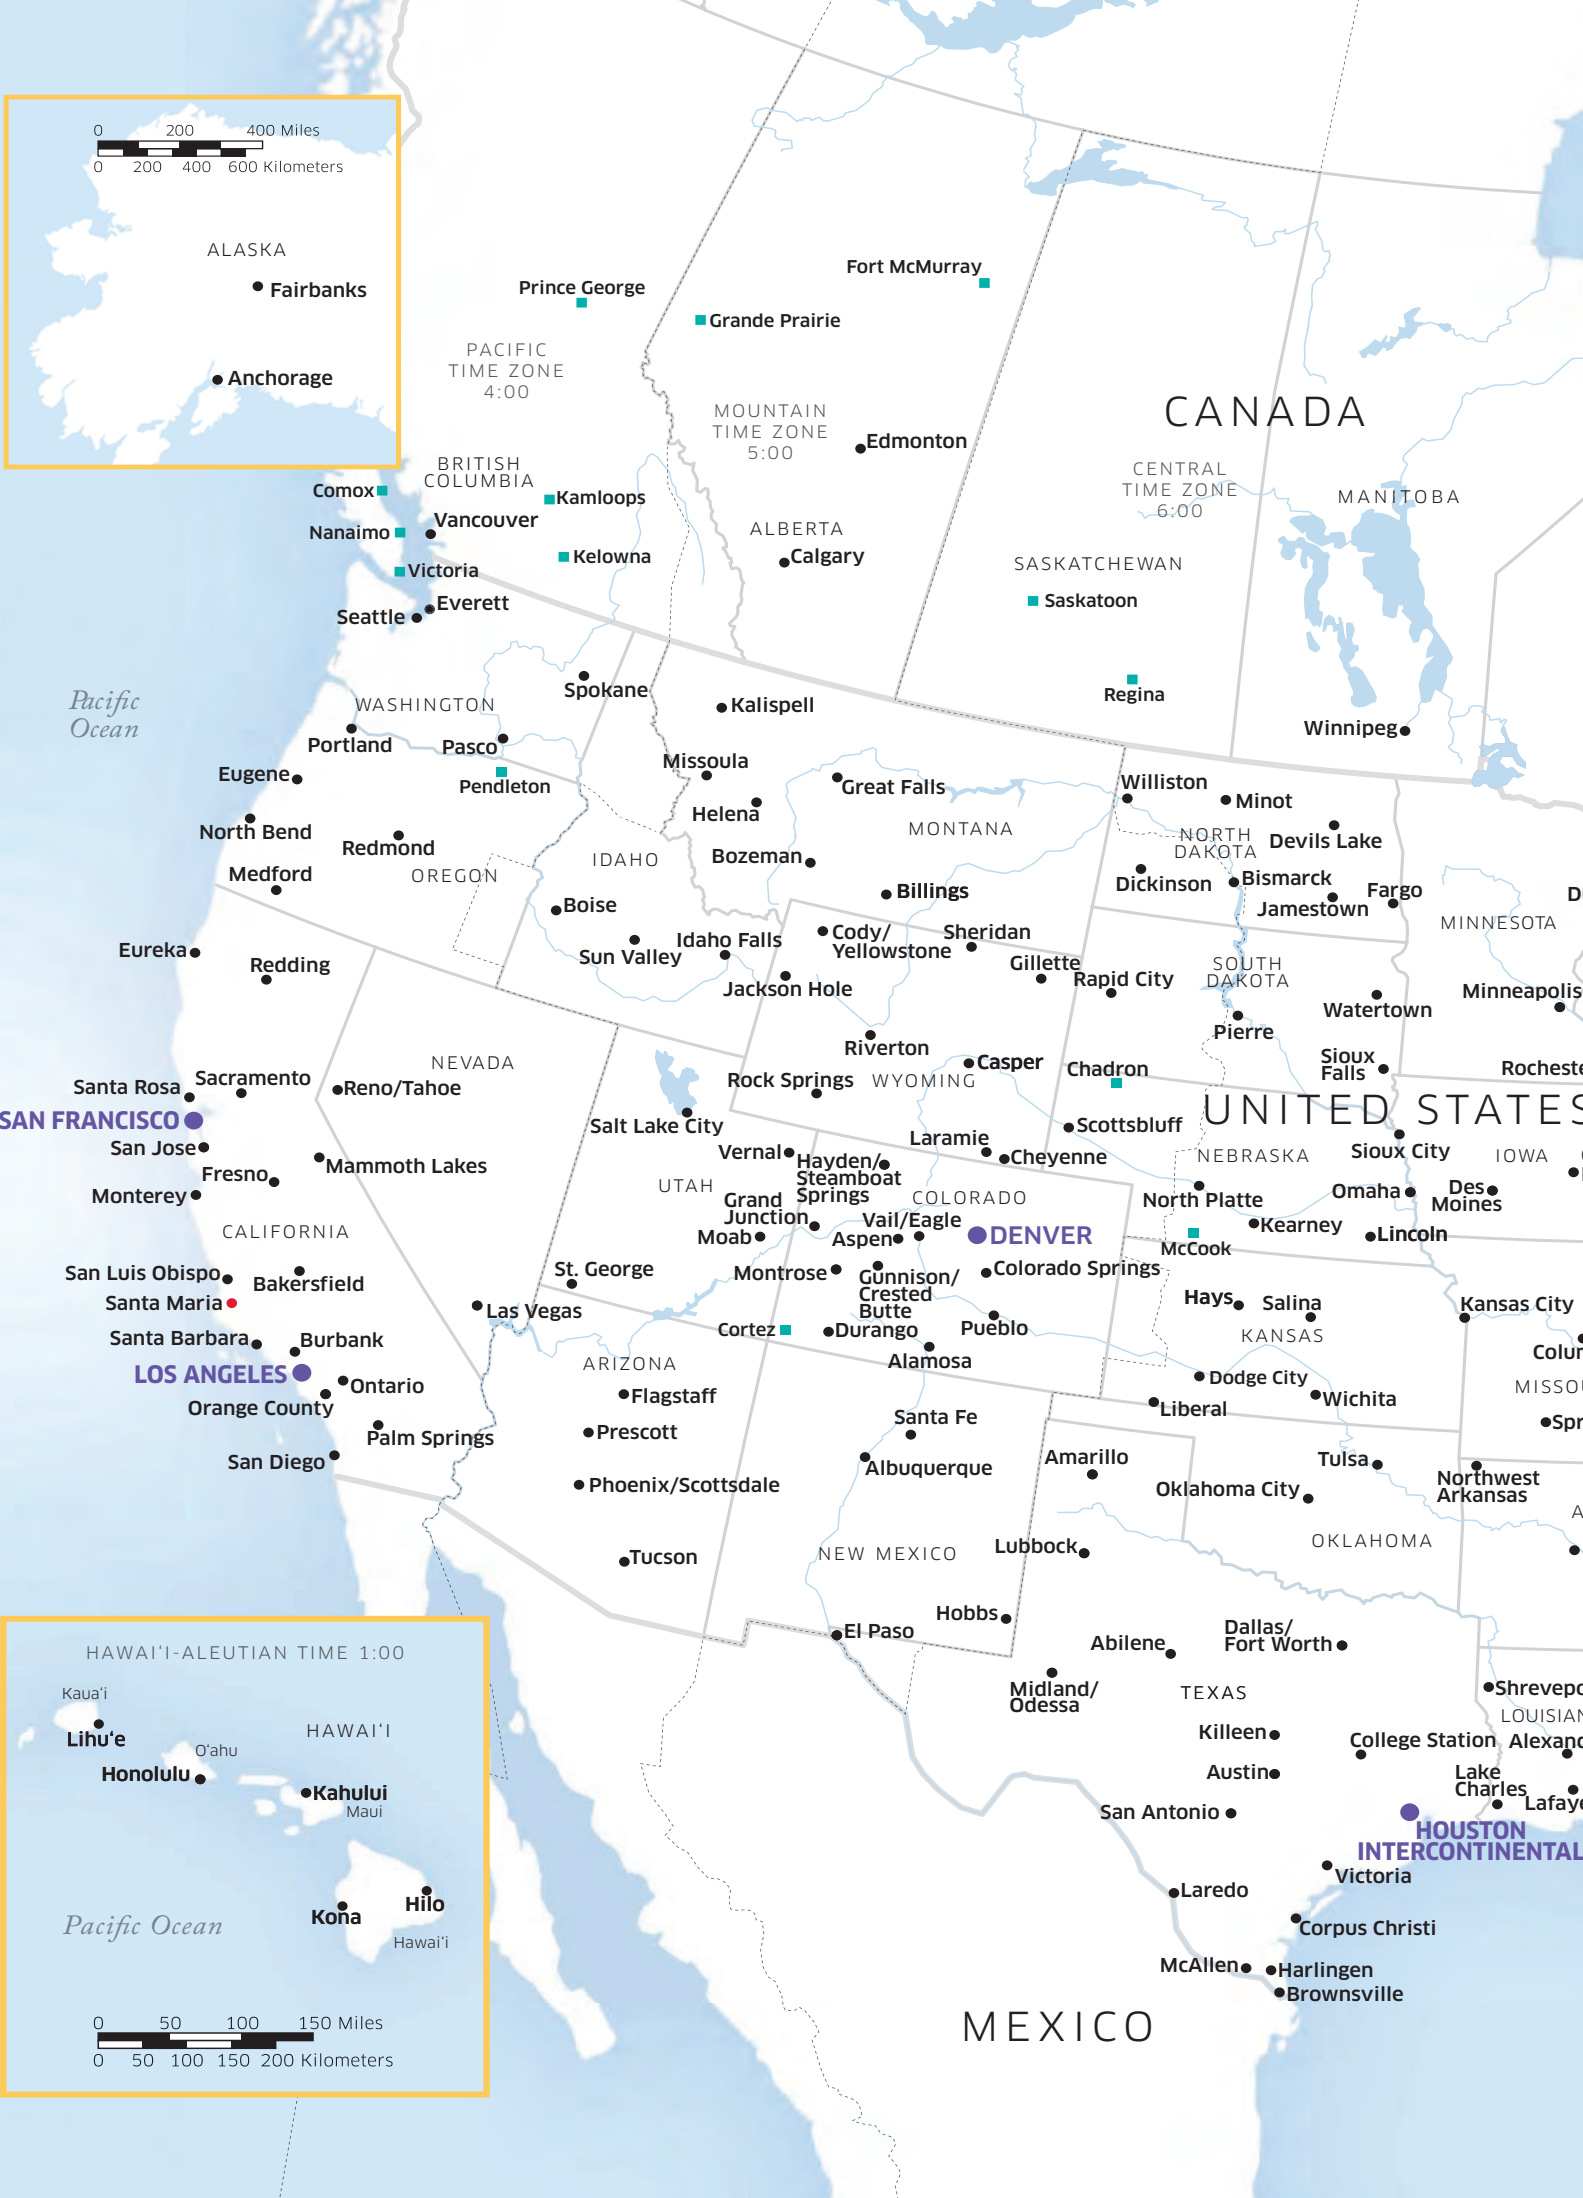 0 200 400 Miles
0 200 400 600 Kilometers
ALASKA
Fairbanks
Anchorage
Prince George
Fort McMurray
Grande Prairie
PACIFIC
TIME ZONE
4:00
MOUNTAIN
TIME ZONE
5:00
CANADA
Edmonton
BRITISH
COLUMBIA
CENTRAL
TIME ZONE
6:00
MANITOBA
Comox
Kamloops
Vancouver
Nanaimo
ALBERTA
Calgary
Kelowna
SASKATCHEWAN
Victoria
Everett
Saskatoon
Seattle
Spokane
Regina
Pacific
Ocean
WASHINGTON
Kalispell
Winnipeg
Portland
Pasco
Missoula
Eugene
Pendleton
Great Falls
Williston
Minot
Helena
North Bend
MONTANA
NORTH
DAKOTA
Devils Lake
Redmond
IDAHO
Bozeman
Medford
OREGON
Dickinson
Bismarck
Billings
Fargo
D
Boise
Jamestown
MINNESOTA
Cody/
Yellowstone
Sheridan
Idaho Falls
Eureka
Sun Valley
Redding
Gillette
Rapid City
SOUTH
DAKOTA
Jackson Hole
Minneapolis
Watertown
Pierre
Riverton
NEVADA
Casper
Sioux
Falls
Chadron
Rocheste
Santa Rosa
Sacramento
Reno/Tahoe
Rock Springs
WYOMING
SAN FRANCISCO
Salt Lake City
Scottsbluff
UNITED STATES
San Jose
Vernal
Laramie
Cheyenne
NEBRASKA
Sioux City
IOWA
Fresno
Mammoth Lakes
Hayden/
Steamboat
Springs
Monterey
UTAH
COLORADO
Grand
Junction
North Platte
Omaha
Des
Moines
CALIFORNIA
Moab
Vail/Eagle
Aspen
DENVER
Kearney
Lincoln
McCook
San Luis Obispo
Bakersfield
St. George
Montrose
Gunnison/
Crested
Butte
Colorado Springs
Santa Maria
Las Vegas
Hays
Salina
Kansas City
Santa Barbara
Burbank
Cortez
Durango
Pueblo
KANSAS
Colum
LOS ANGELES
ARIZONA
Alamosa
Ontario
Flagstaff
Dodge City
MISSOU
Orange County
Liberal
Wichita
Palm Springs
Prescott
Santa Fe
Spr
San Diego
Albuquerque
Amarillo
Tulsa
Phoenix/Scottsdale
Oklahoma City
Northwest
Arkansas
A
Tucson
NEW MEXICO
Lubbock
OKLAHOMA
Hobbs
El Paso
Abilene
Dallas/
Fort Worth
Midland/
Odessa
TEXAS
Shrevepo
LOUISIAN
Killeen
College Station
Alexand
Austin
Lake
Charles
San Antonio
Lafaye
HOUSTON
INTERCONTINENTAL
Victoria
Laredo
Corpus Christi
McAllen
Harlingen
Brownsville
MEXICO
HAWAIʻI-ALEUTIAN TIME 1:00
Kauaʻi
Lihuʻe
HAWAIʻI
Oʻahu
Honolulu
Kahului
Maui
Hilo
Kona
Hawaiʻi
Pacific Ocean
0 50 100 150 Miles
0 50 100 150 200 Kilometers